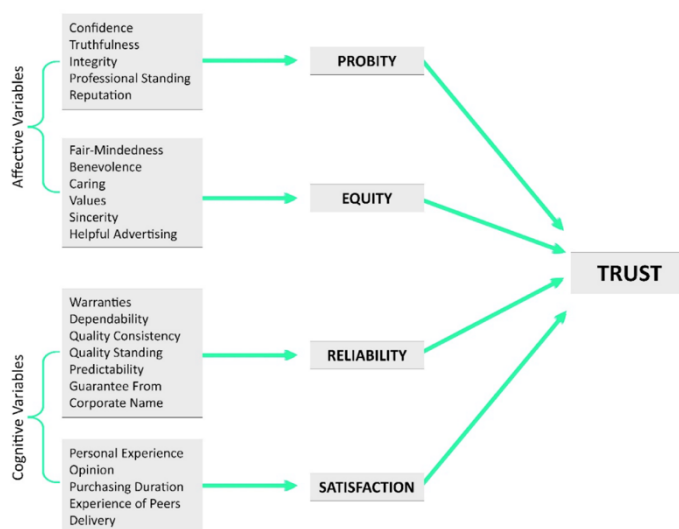 Affective Variables
Confidence
Truthfulness
Integrity
Professional Standing
Reputation
PROBITY
Fair-Mindedness
Benevolence
Caring
Values
Sincerity
Helpful Advertising
EQUITY
TRUST
Cognitive Variables
Warranties
Dependability
Quality Consistency
Quality Standing
Predictability
Guarantee From
Corporate Name
RELIABILITY
Personal Experience
Opinion
Purchasing Duration
Experience of Peers
Delivery
SATISFACTION